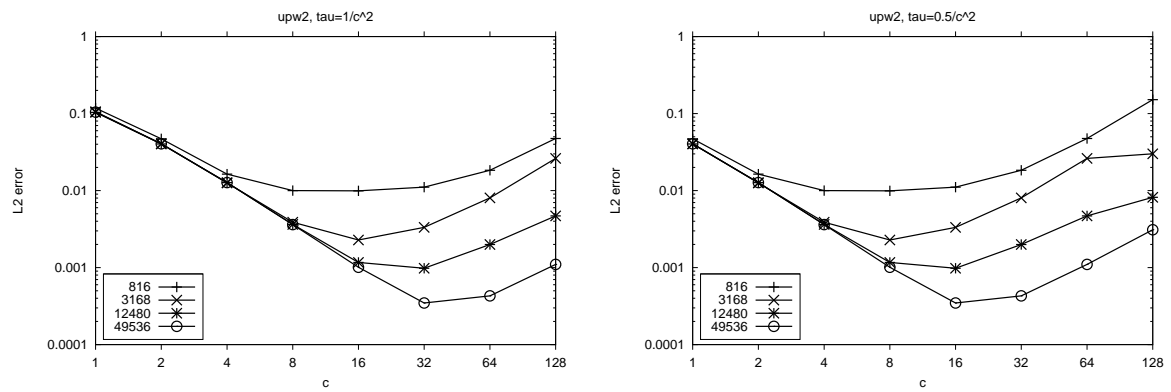 upw2, tau=1/c^2
1
0.1
0.01
0.001
0.0001
L2 error
816
3168
12480
49536
1 2 4 8 16 32 64 128
c
upw2, tau=0.5/c^2
1
0.1
0.01
0.001
0.0001
L2 error
816
3168
12480
49536
1 2 4 8 16 32 64 128
c